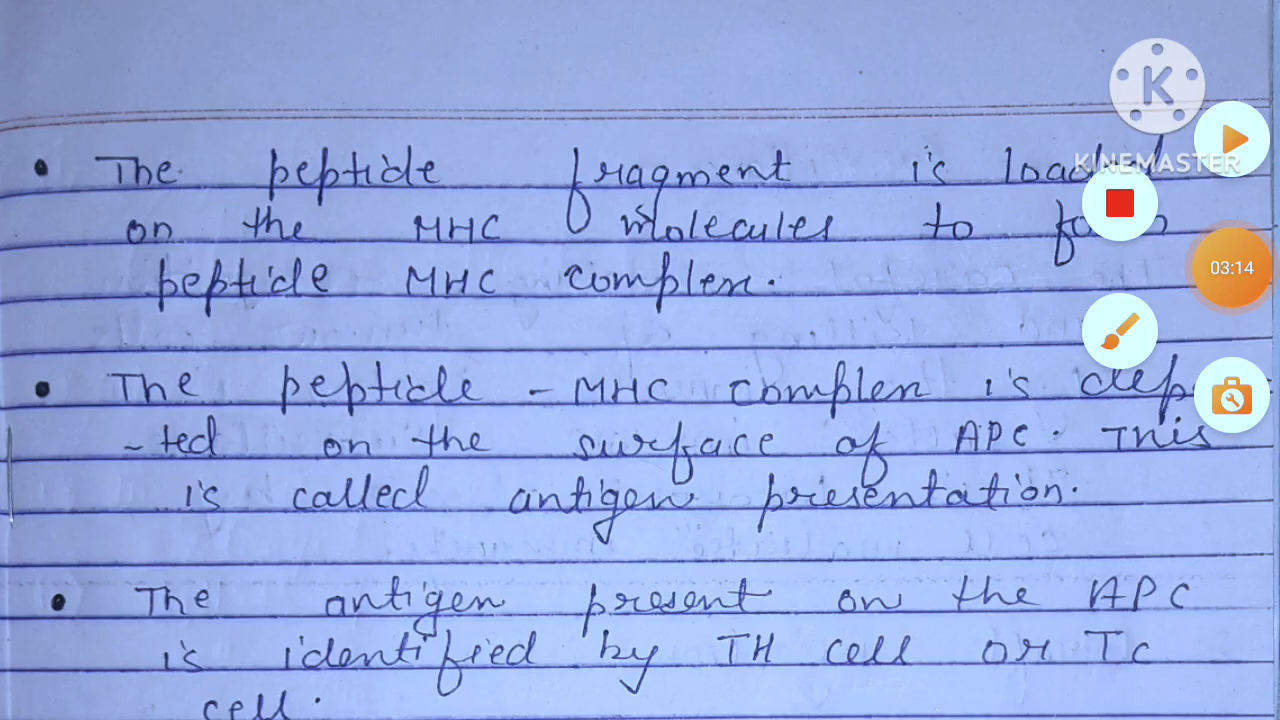 • The peptide fragment is loaded
on the MHC molecules to form
peptide MHC complex.
• The peptide - MHC complex is
-ted on the surface of APC. This
is called antigen presentation.
• The antigen present on the APC
is identified by TH cell or Tc
cell.
K
KINEMASTER
03:14